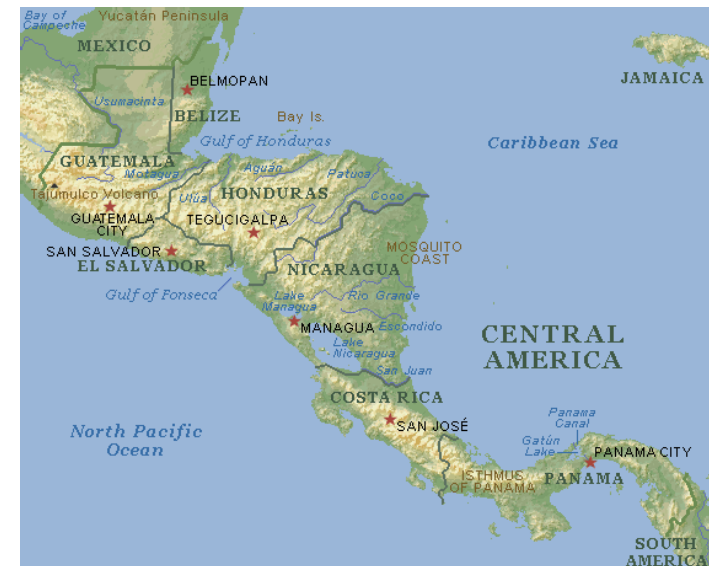 Bay of
Campeche
Yucatán Peninsula
MEXICO
JAMAICA
BELMOPAN
Usumacinta
BELIZE
Bay Is.
Gulf of Honduras
Caribbean Sea
GUATEMALA
Motagua
Aguán
Patuca
Tajumulco Volcano
Ulúa
HONDURAS
Coco
GUATEMALA
CITY
TEGUCIGALPA
SAN SALVADOR
EL SALVADOR
MOSQUITO
COAST
NICARAGUA
Gulf of Fonseca
Lake
Managua
Rio Grande
MANAGUA
Escondido
Lake
Nicaragua
CENTRAL
AMERICA
San Juan
COSTA RICA
SAN JOSÉ
North Pacific
Ocean
Panama
Canal
Gatún
Lake
PANAMA CITY
ISTHMUS
OF PANAMA
PANAMA
SOUTH
AMERICA